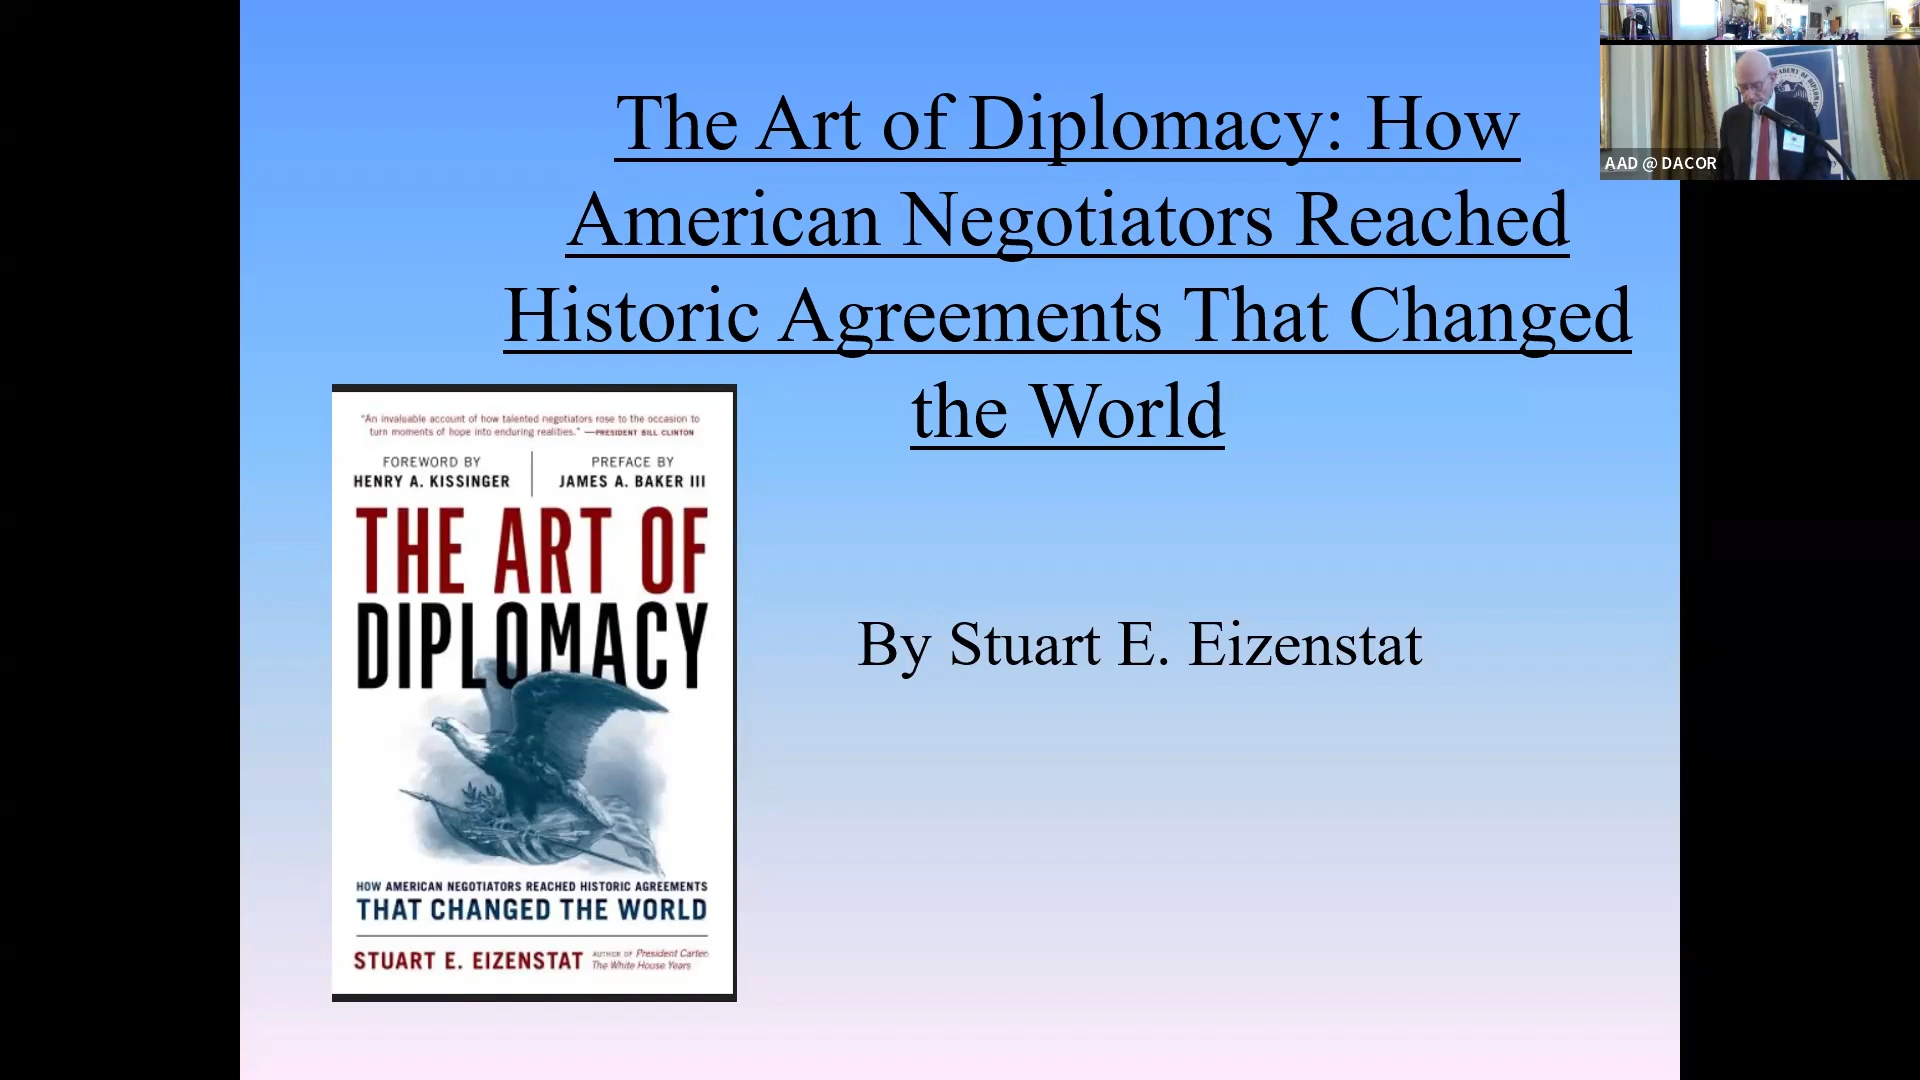 The Art of Diplomacy: How
American Negotiators Reached
Historic Agreements That Changed
the World
By Stuart E. Eizenstat
"An invaluable account of how talented negotiators rose to the occasion to
turn moments of hope into enduring realities." —PRESIDENT BILL CLINTON
FOREWORD BY
HENRY A. KISSINGER
PREFACE BY
JAMES A. BAKER III
THE ART OF
DIPLOMACY
HOW AMERICAN NEGOTIATORS REACHED HISTORIC AGREEMENTS
THAT CHANGED THE WORLD
STUART E. EIZENSTAT
AUTHOR OF President Carter:
The White House Years
AAD @ DACOR
ACADEMY OF DIPLOMACY